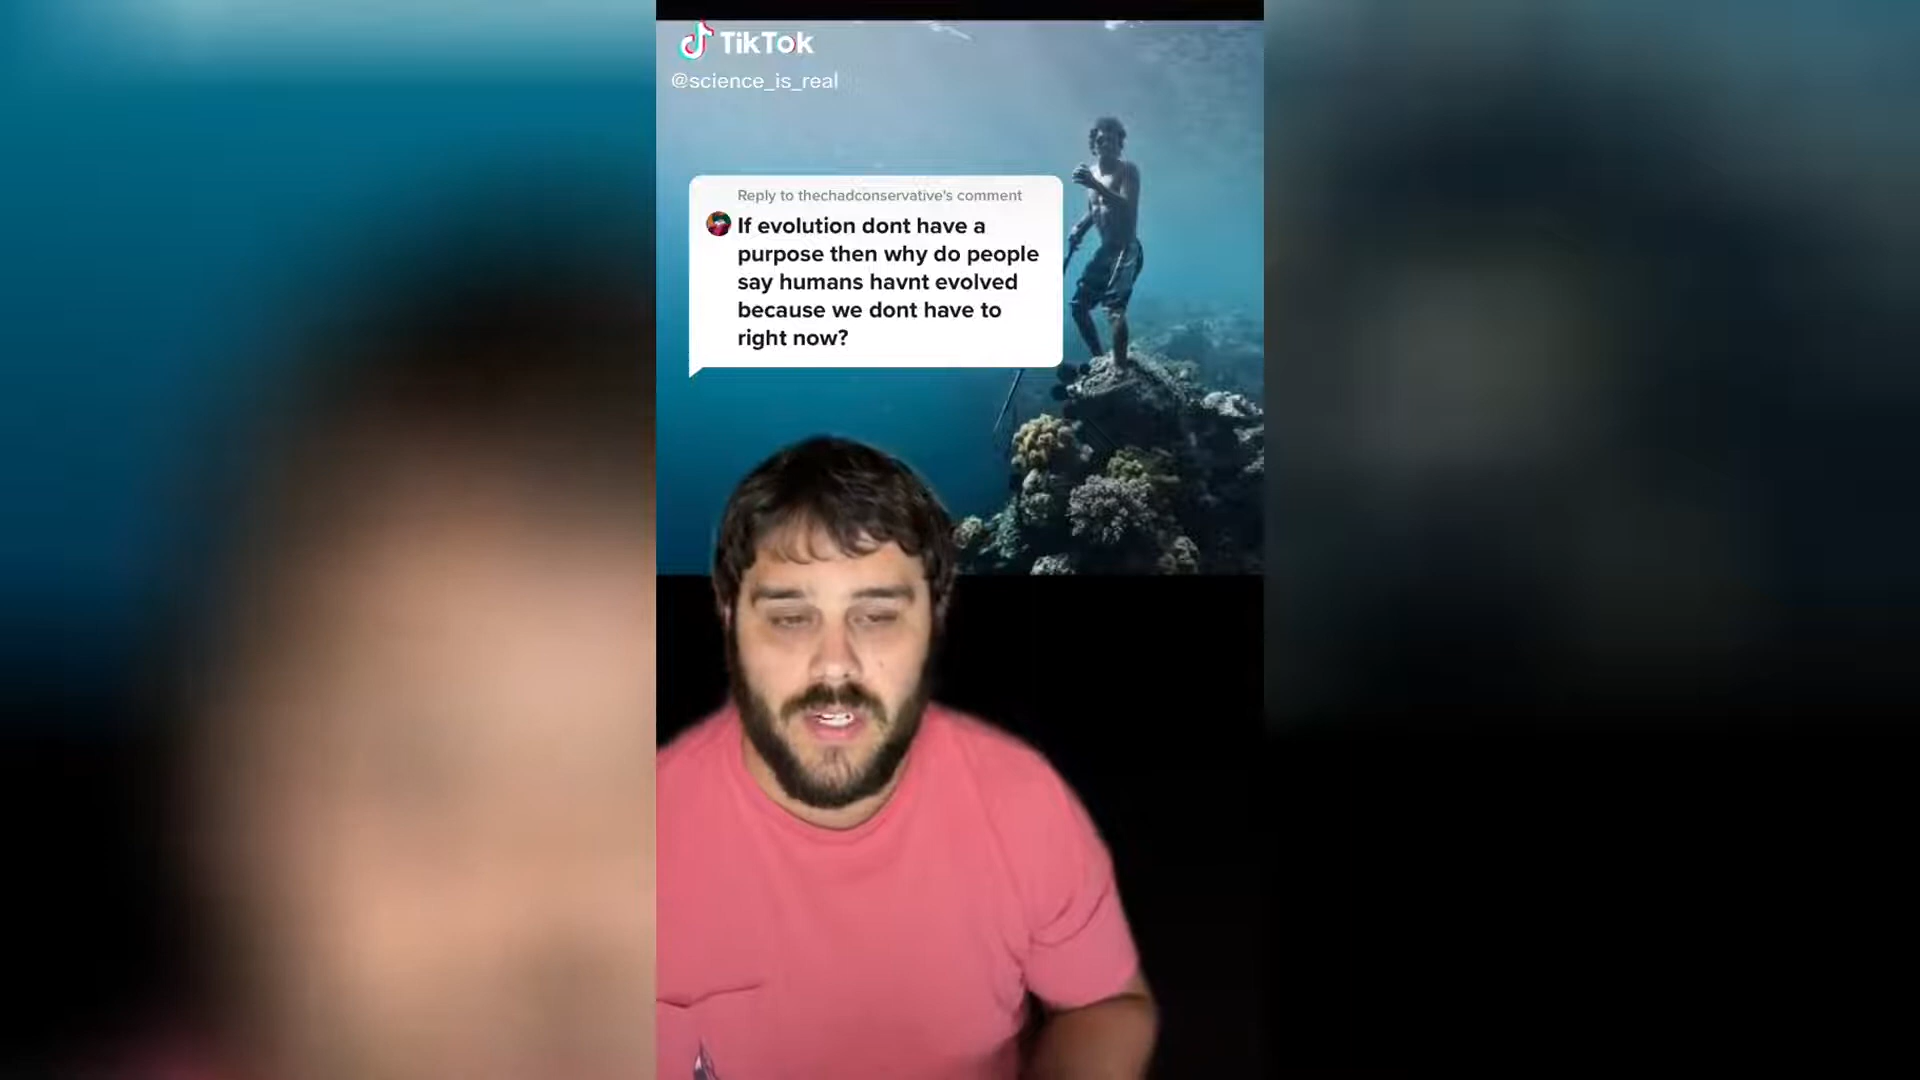 TikTok
@science_is_real
Reply to thechadconservative's comment
If evolution dont have a
purpose then why do people
say humans havnt evolved
because we dont have to
right now?